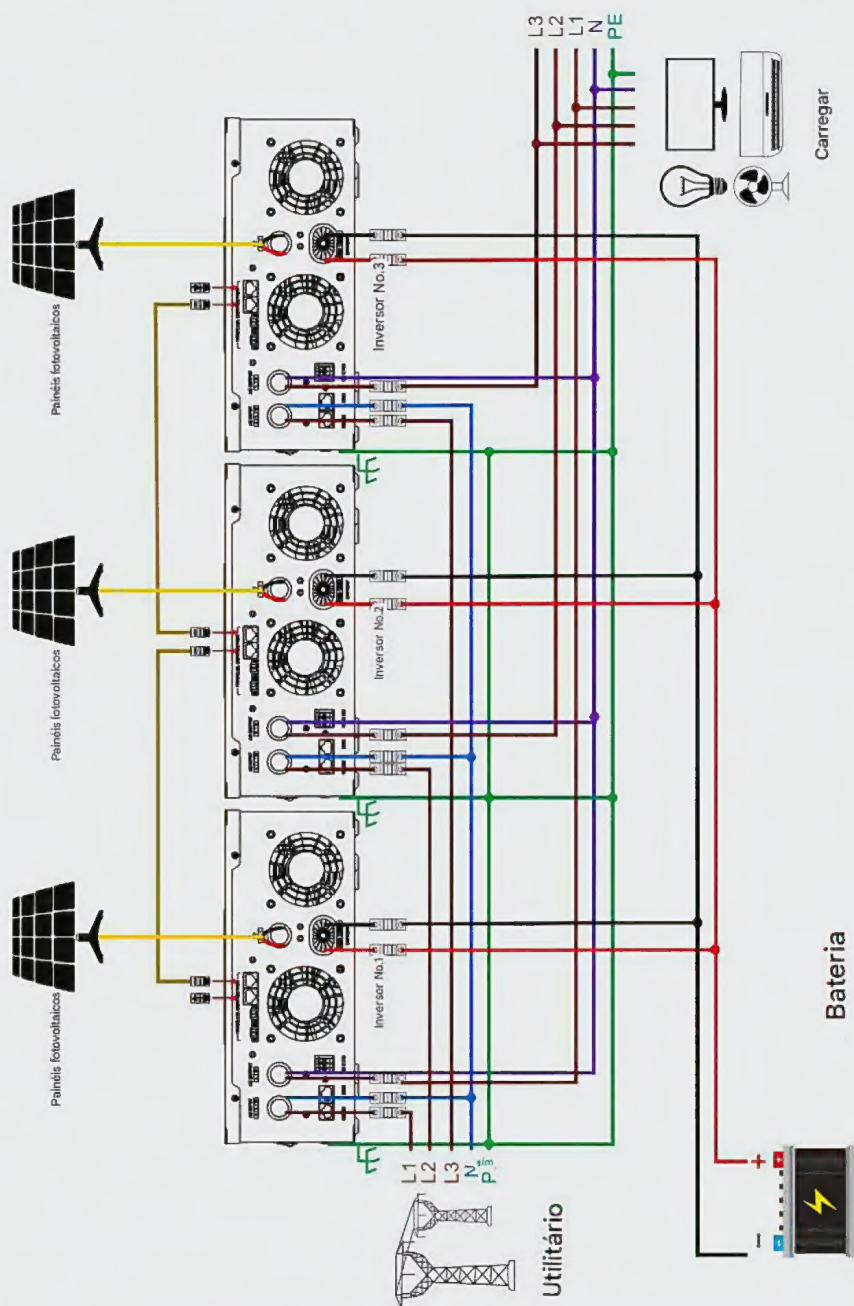 Painéis fotovoltaicos
Painéis fotovoltaicos
Painéis fotovoltaicos
Inversor No.1
Inversor No.2
Inversor No.3
L1
L2
L3
N
P sim
Utilitário
L3
L2
L1
N
PE
Carregar
+
-
Bateria